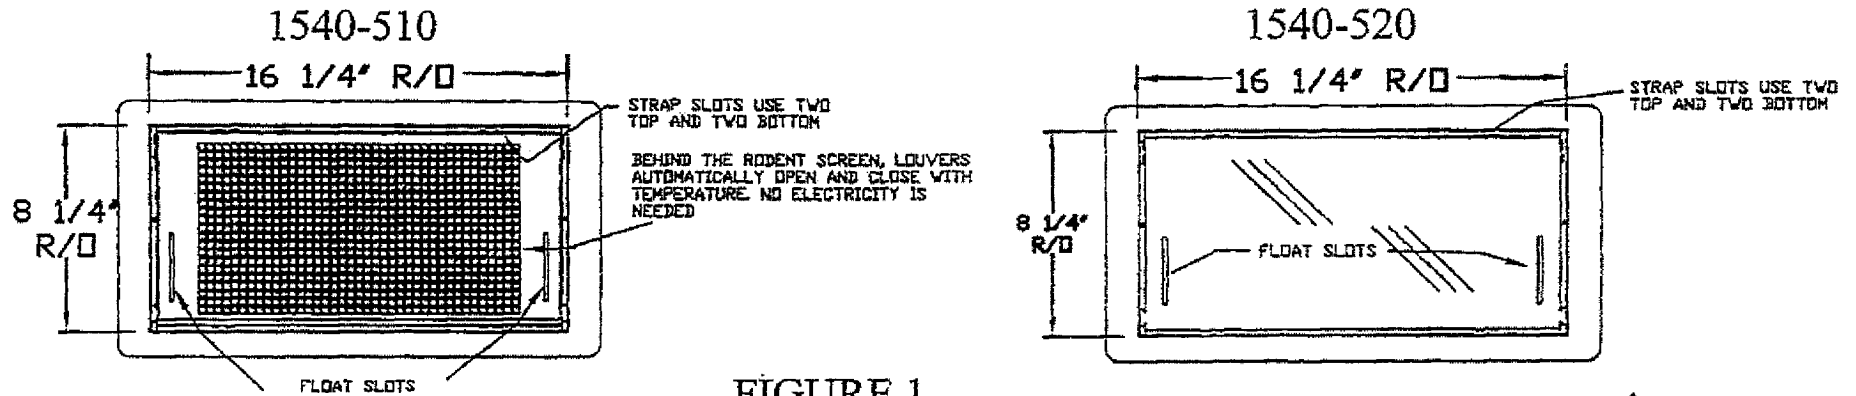 1540-510
16 1/4" R/O
STRAP SLOTS USE TWO
TOP AND TWO BOTTOM
BEHIND THE RODENT SCREEN, LOUVERS
AUTOMATICALLY OPEN AND CLOSE WITH
TEMPERATURE. NO ELECTRICITY IS
NEEDED
8 1/4"
R/O
FLOAT SLOTS
1540-520
16 1/4" R/O
STRAP SLOTS USE TWO
TOP AND TWO BOTTOM
8 1/4"
R/O
FLOAT SLOTS
FIGURE 1